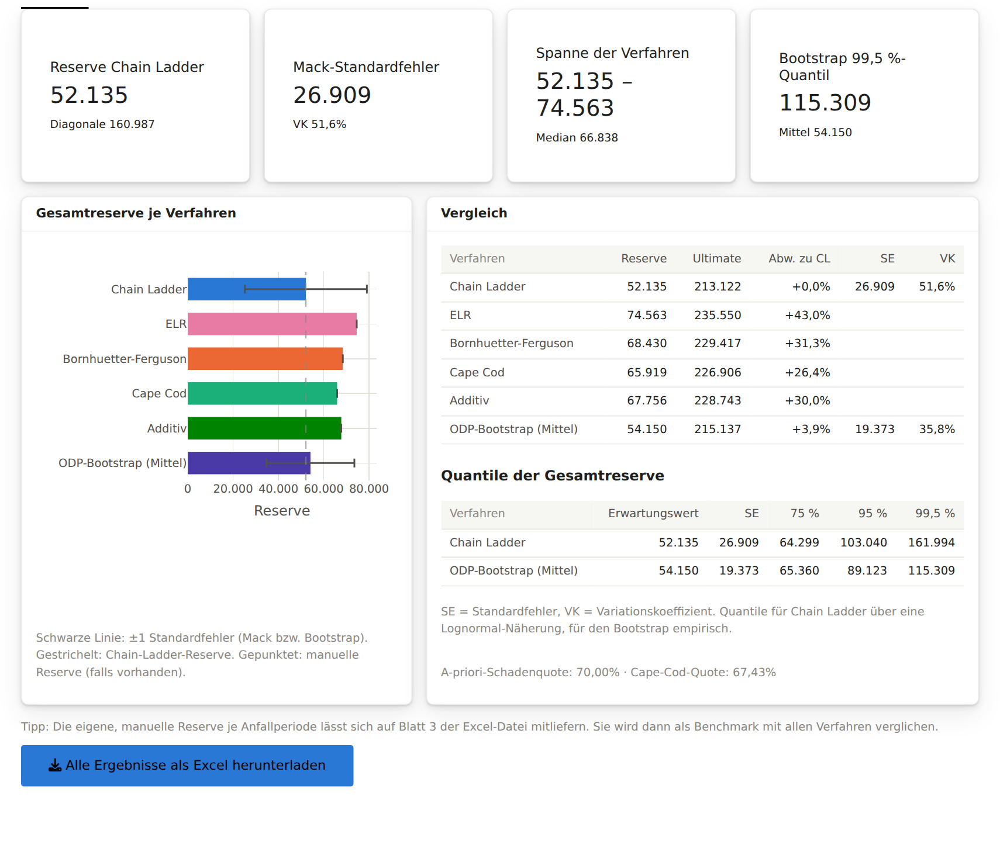 Reserve Chain Ladder
52.135
Diagonale 160.987
Mack-Standardfehler
26.909
VK 51,6%
Spanne der Verfahren
52.135 –
74.563
Median 66.838
Bootstrap 99,5 %-
Quantil
115.309
Mittel 54.150
Gesamtreserve je Verfahren
Chain Ladder
ELR
Bornhuetter-Ferguson
Cape Cod
Additiv
ODP-Bootstrap (Mittel)
0 20.000 40.000 60.000 80.000
Reserve
Schwarze Linie: ±1 Standardfehler (Mack bzw. Bootstrap).
Gestrichelt: Chain-Ladder-Reserve. Gepunktet: manuelle
Reserve (falls vorhanden).
Vergleich
Verfahren Reserve Ultimate Abw. zu CL SE VK
Chain Ladder 52.135 213.122 +0,0% 26.909 51,6%
ELR 74.563 235.550 +43,0%
Bornhuetter-Ferguson 68.430 229.417 +31,3%
Cape Cod 65.919 226.906 +26,4%
Additiv 67.756 228.743 +30,0%
ODP-Bootstrap (Mittel) 54.150 215.137 +3,9% 19.373 35,8%
Quantile der Gesamtreserve
Verfahren Erwartungswert SE 75 % 95 % 99,5 %
Chain Ladder 52.135 26.909 64.299 103.040 161.994
ODP-Bootstrap (Mittel) 54.150 19.373 65.360 89.123 115.309
SE = Standardfehler, VK = Variationskoeffizient. Quantile für Chain Ladder über eine
Lognormal-Näherung, für den Bootstrap empirisch.
A-priori-Schadenquote: 70,00% · Cape-Cod-Quote: 67,43%
Tipp: Die eigene, manuelle Reserve je Anfallperiode lässt sich auf Blatt 3 der Excel-Datei mitliefern. Sie wird dann als Benchmark mit allen Verfahren verglichen.
Alle Ergebnisse als Excel herunterladen